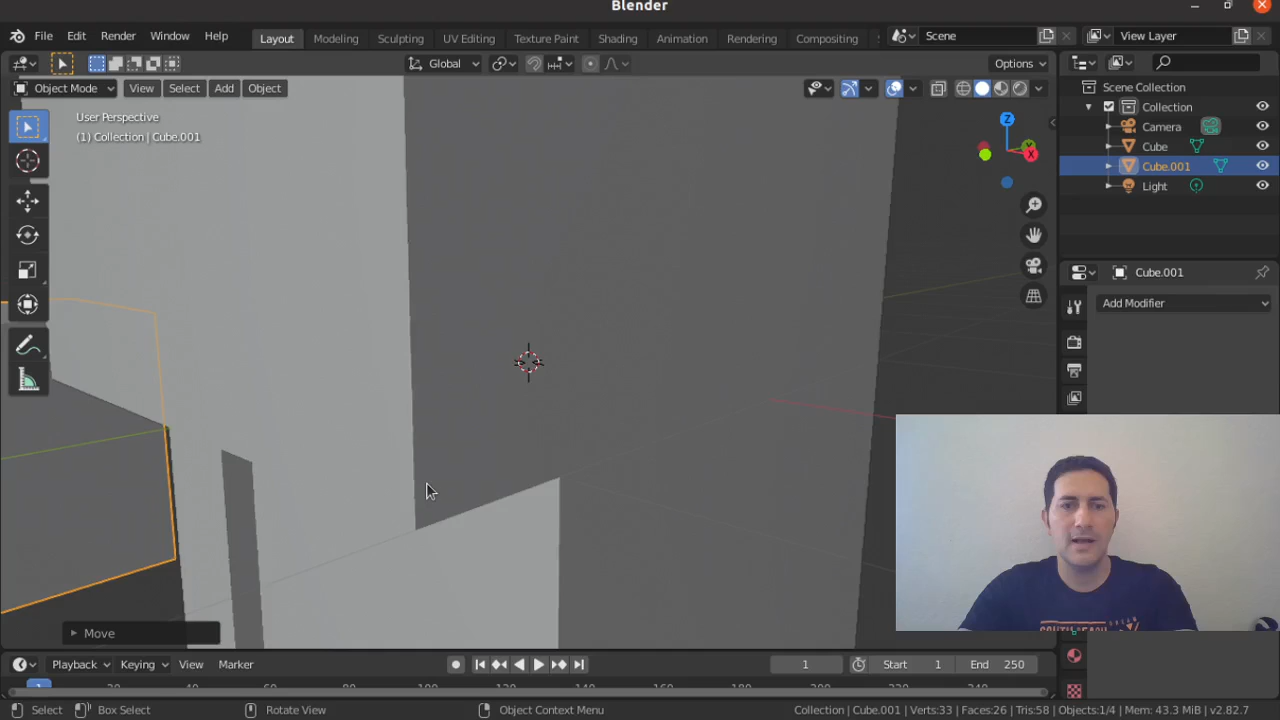 Blender
File Edit Render Window Help Layout Modeling Sculpting UV Editing Texture Paint Shading Animation Rendering Compositing Scene View Layer
Global Options
Object Mode View Select Add Object
User Perspective
(1) Collection | Cube.001
Z
Y
X
Scene Collection
Collection
Camera
Cube
Cube.001
Light
Cube.001
Add Modifier
Move
Playback Keying View Marker 1 Start 1 End 250
Select Box Select Rotate View Object Context Menu Collection | Cube.001 | Verts:33 | Faces:26 | Tris:58 | Objects:1/4 | Mem: 43.3 MiB | v2.82.7